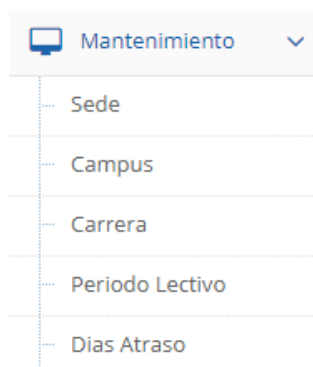 Mantenimiento
Sede
Campus
Carrera
Periodo Lectivo
Dias Atraso